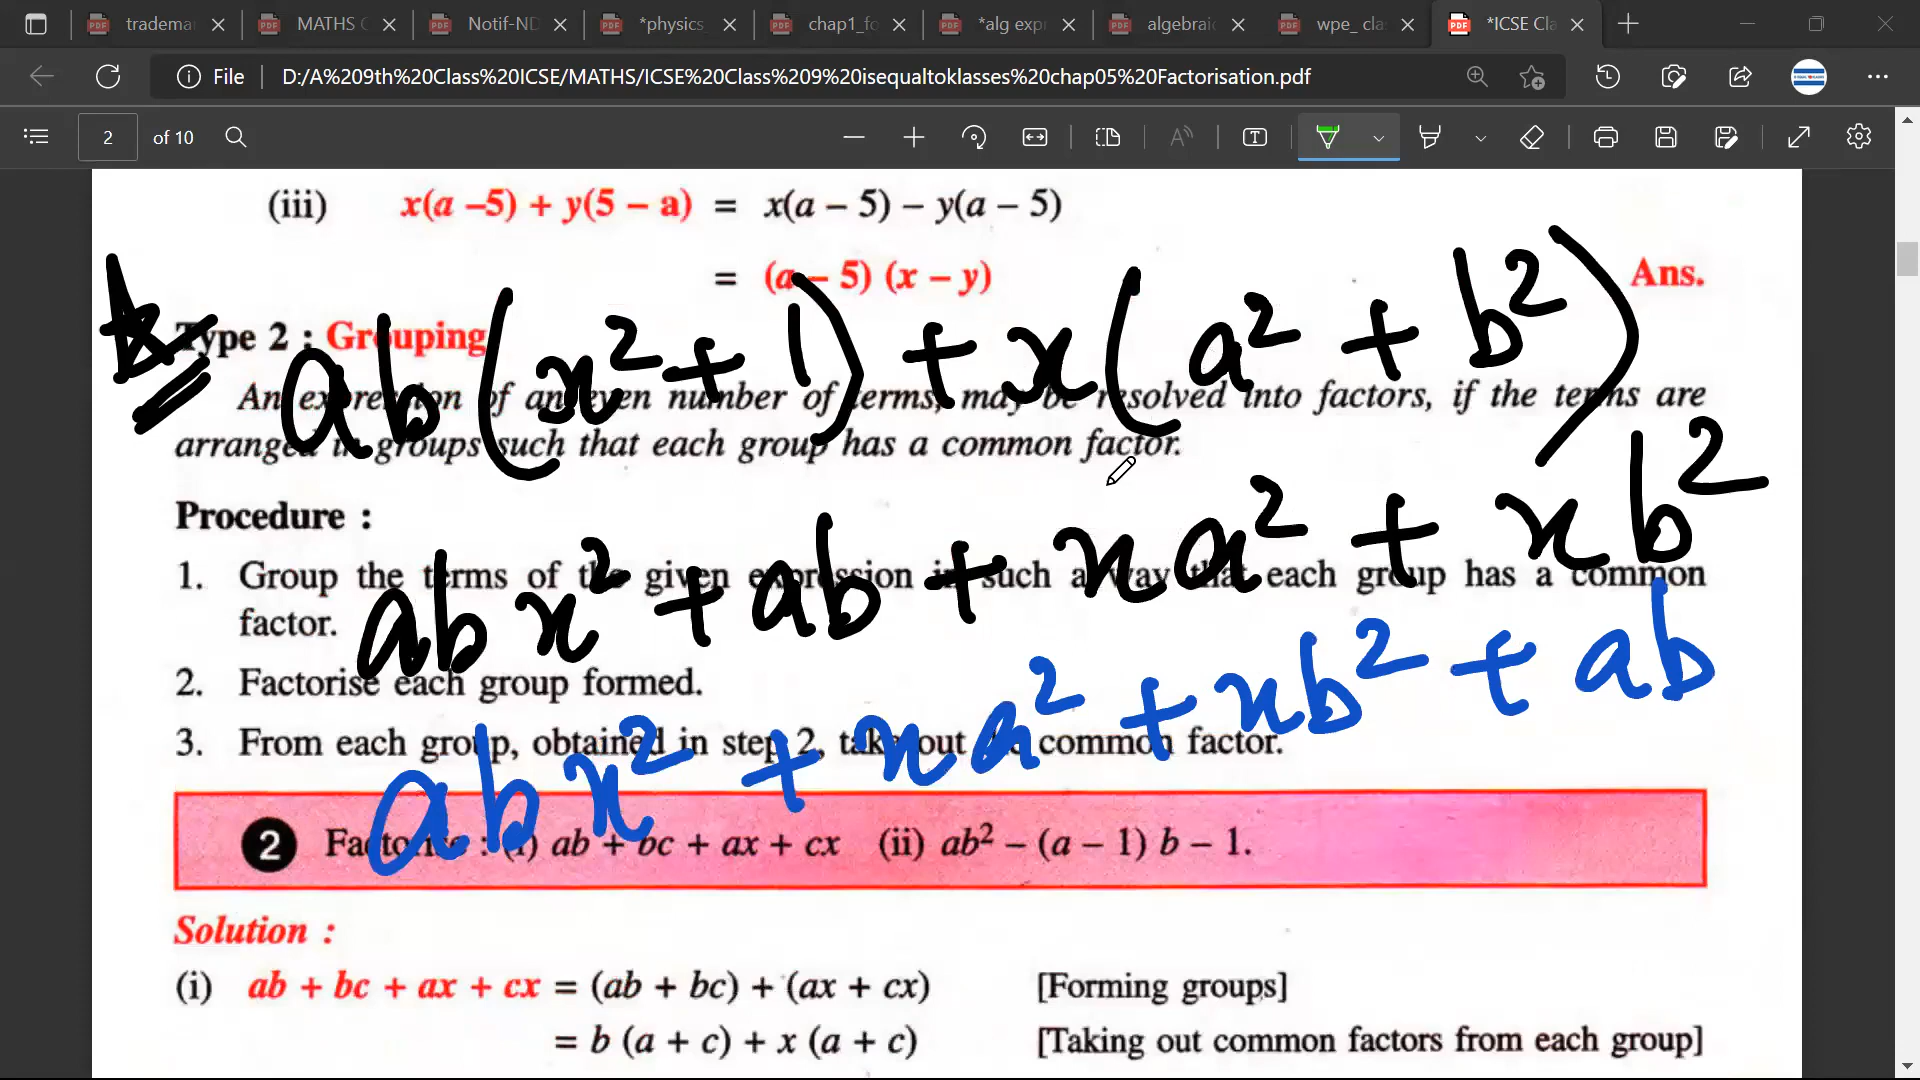 tradema
MATHS C
Notif-ND
*physics
chap1_fo
*alg exp
algebraic
wpe_ cla
*ICSE Cla
File
D:/A%209th%20Class%20ICSE/MATHS/ICSE%20Class%209%20isequaltoklasses%20chap05%20Factorisation.pdf
2 of 10
(iii) x(a –5) + y(5 – a) = x(a – 5) – y(a – 5)
= (a – 5) (x – y) Ans.
ab(x²+1)+x(a²+b²)
Type 2 : Grouping
An expression of an even number of terms, may be resolved into factors, if the terms are
arranged in groups such that each group has a common factor.
Procedure :
abx²+ab+xa²+xb²
1. Group the terms of the given expression in such a way that each group has a common
factor.
2. Factorise each group formed.
abx²+xa²+xb²+ab
3. From each group, obtained in step 2, take out the common factor.
2 Factorise : (i) ab + bc + ax + cx (ii) ab² – (a – 1) b – 1.
Solution :
(i) ab + bc + ax + cx = (ab + bc) + (ax + cx) [Forming groups]
= b (a + c) + x (a + c) [Taking out common factors from each group]